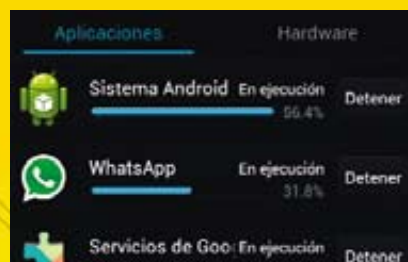 Aplicaciones Hardware
Sistema Android En ejecución
56.4% Detener
WhatsApp En ejecución
31.8% Detener
Servicios de Goo En ejecución
Detener